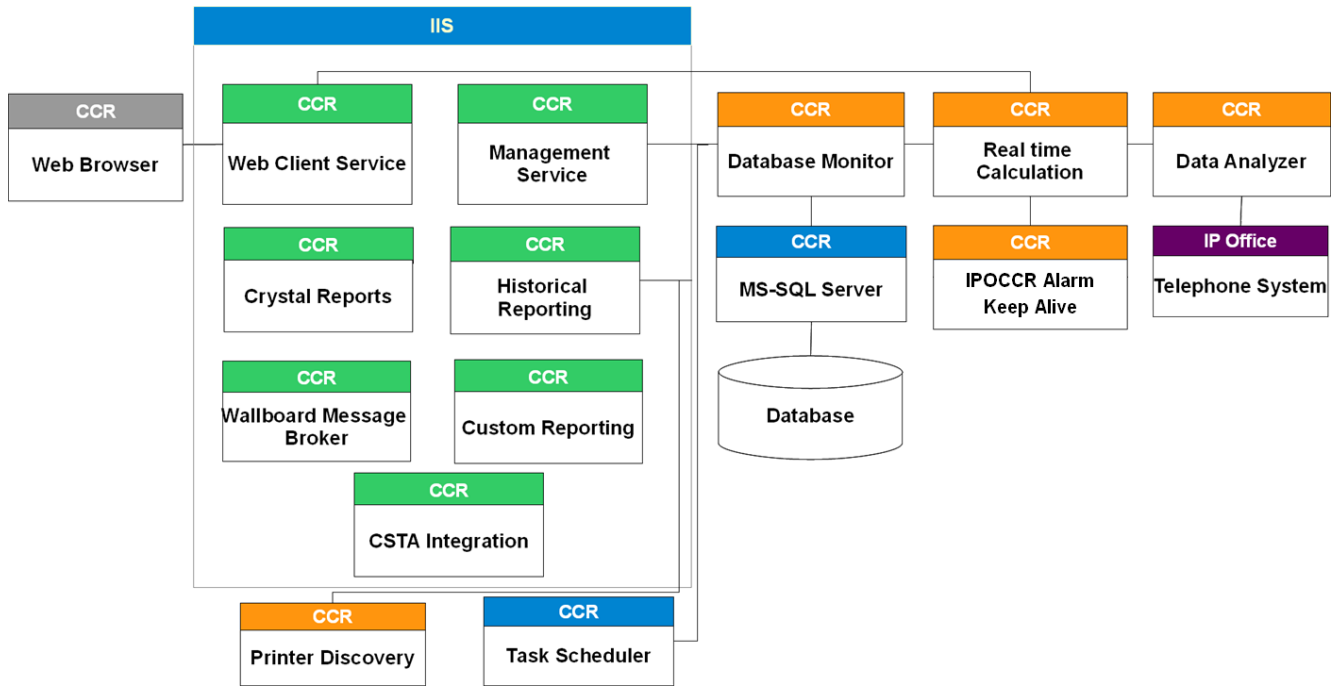 IIS
CCR
Web Browser
CCR
Web Client Service
CCR
Management
Service
CCR
Database Monitor
CCR
Real time
Calculation
CCR
Data Analyzer
CCR
Crystal Reports
CCR
Historical
Reporting
CCR
MS-SQL Server
CCR
IPOCCR Alarm
Keep Alive
IP Office
Telephone System
CCR
Wallboard Message
Broker
CCR
Custom Reporting
Database
CCR
CSTA Integration
CCR
Printer Discovery
CCR
Task Scheduler